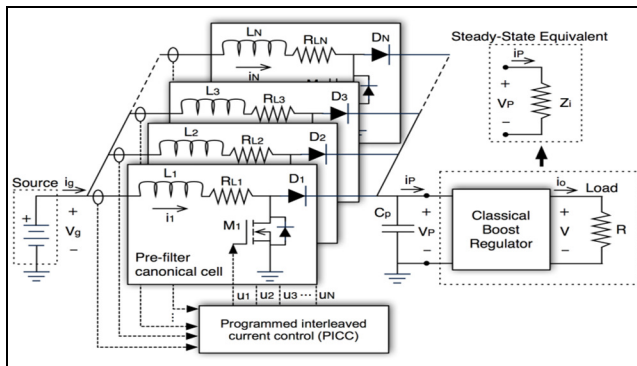 LN
RLN
DN
iN
L3
RL3
D3
L2
RL2
D2
L1
RL1
D1
i1
M1
Pre-filter
canonical cell
Source
ig
+
Vg
−
u1 u2 u3 ··· uN
Programmed interleaved
current control (PICC)
Steady-State Equivalent
iP
+
VP
−
Zi
Cp
iP
+
VP
−
Classical
Boost
Regulator
io
Load
+
V
−
R